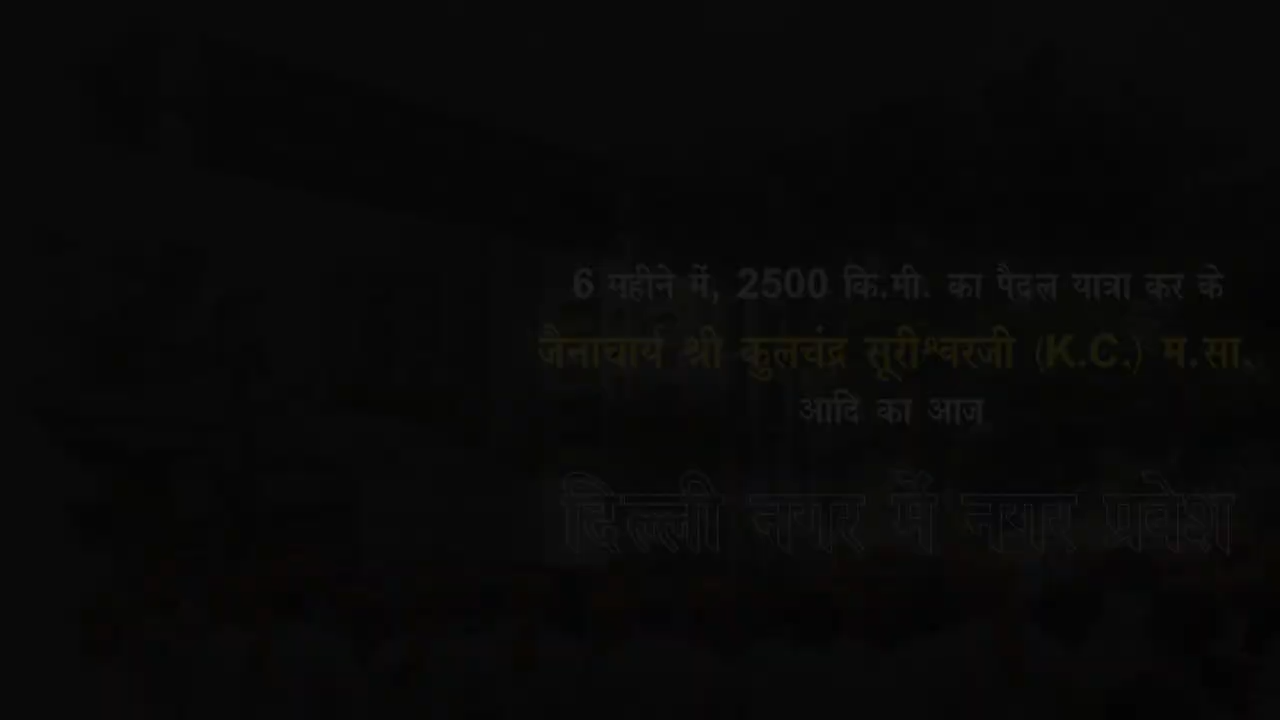 6 महीने में, 2500 कि.मी. का पैदल यात्रा कर के
जैनाचार्य श्री कुलचंद्र सूरीश्वरजी (K.C.) म.सा.
आदि का आज
दिल्ली नगर में नगर प्रवेश